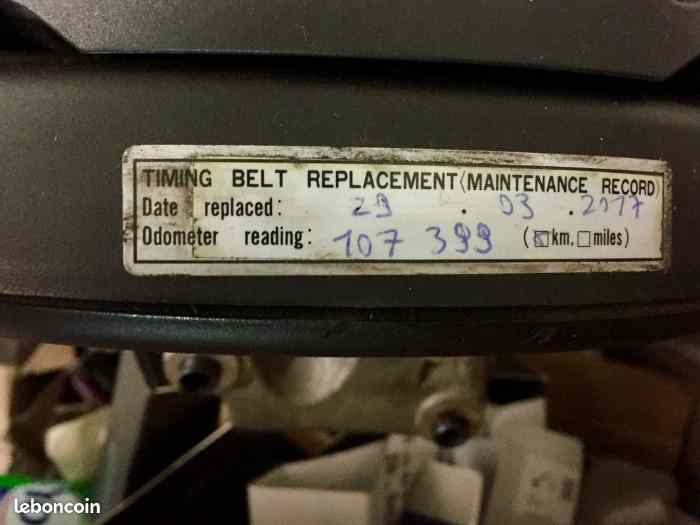 TIMING BELT REPLACEMENT (MAINTENANCE RECORD)
Date replaced: 29 . 03 . 2017
Odometer reading: 107 399 (☑km. ☐miles)
leboncoin